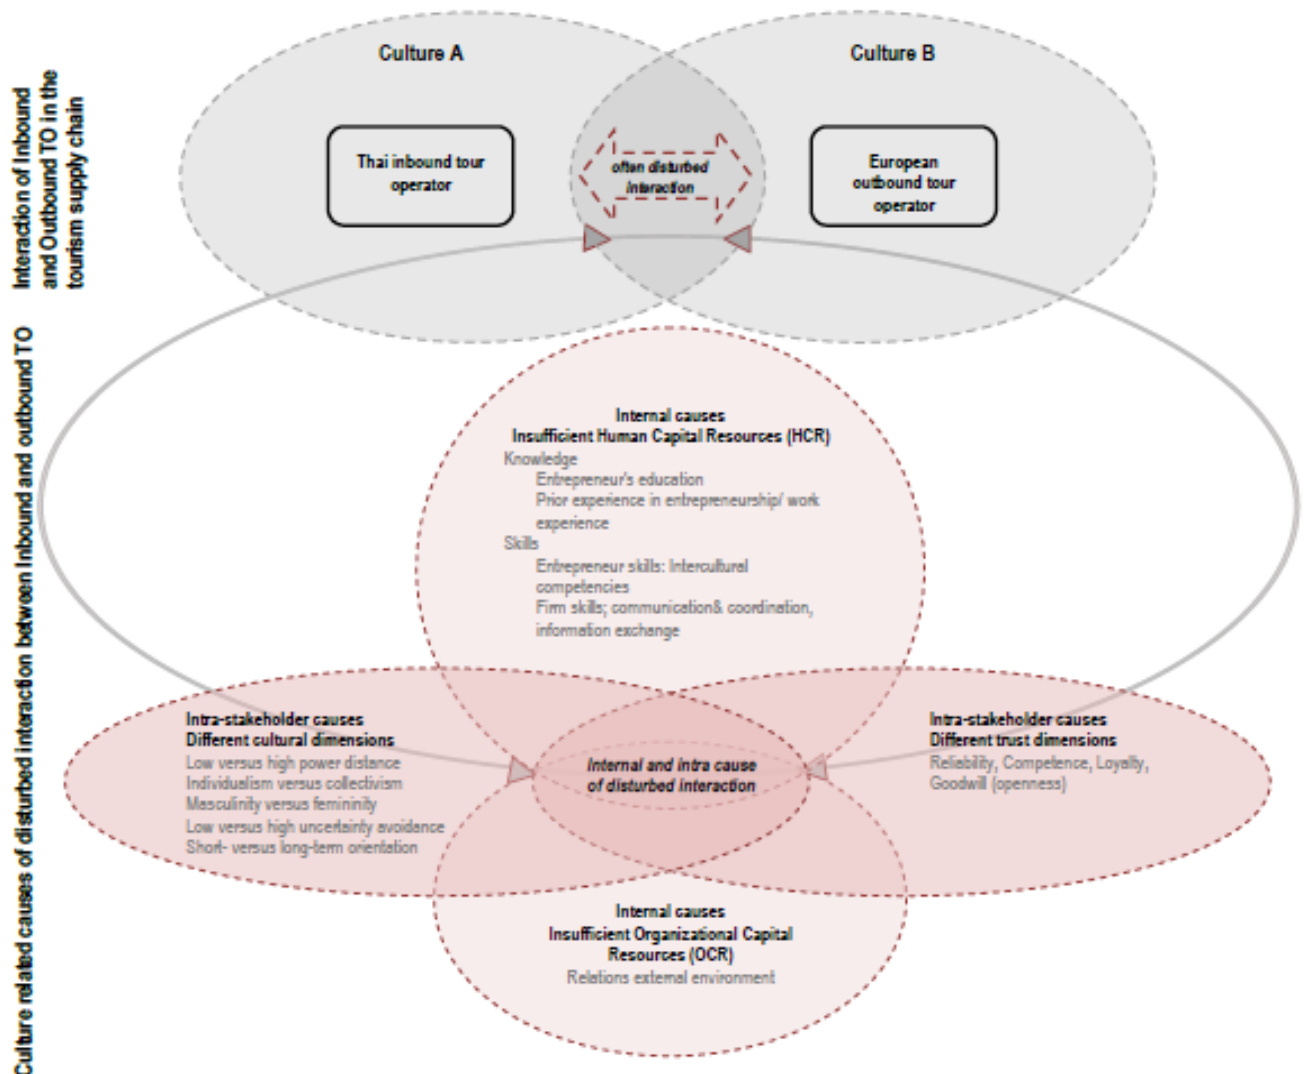 Interaction of Inbound
and Outbound TO in the
tourism supply chain
Culture A
Culture B
Thai inbound tour
operator
often disturbed
interaction
European
outbound tour
operator
Culture related causes of disturbed interaction between inbound and outbound TO
Internal causes
Insufficient Human Capital Resources (HCR)
Knowledge
Entrepreneur's education
Prior experience in entrepreneurship/ work
experience
Skills
Entrepreneur skills: Intercultural
competencies
Firm skills; communication& coordination,
information exchange
Intra-stakeholder causes
Different cultural dimensions
Low versus high power distance
Individualism versus collectivism
Masculinity versus femininity
Low versus high uncertainty avoidance
Short- versus long-term orientation
Internal and intra cause
of disturbed interaction
Intra-stakeholder causes
Different trust dimensions
Reliability, Competence, Loyalty,
Goodwill (openness)
Internal causes
Insufficient Organizational Capital
Resources (OCR)
Relations external environment